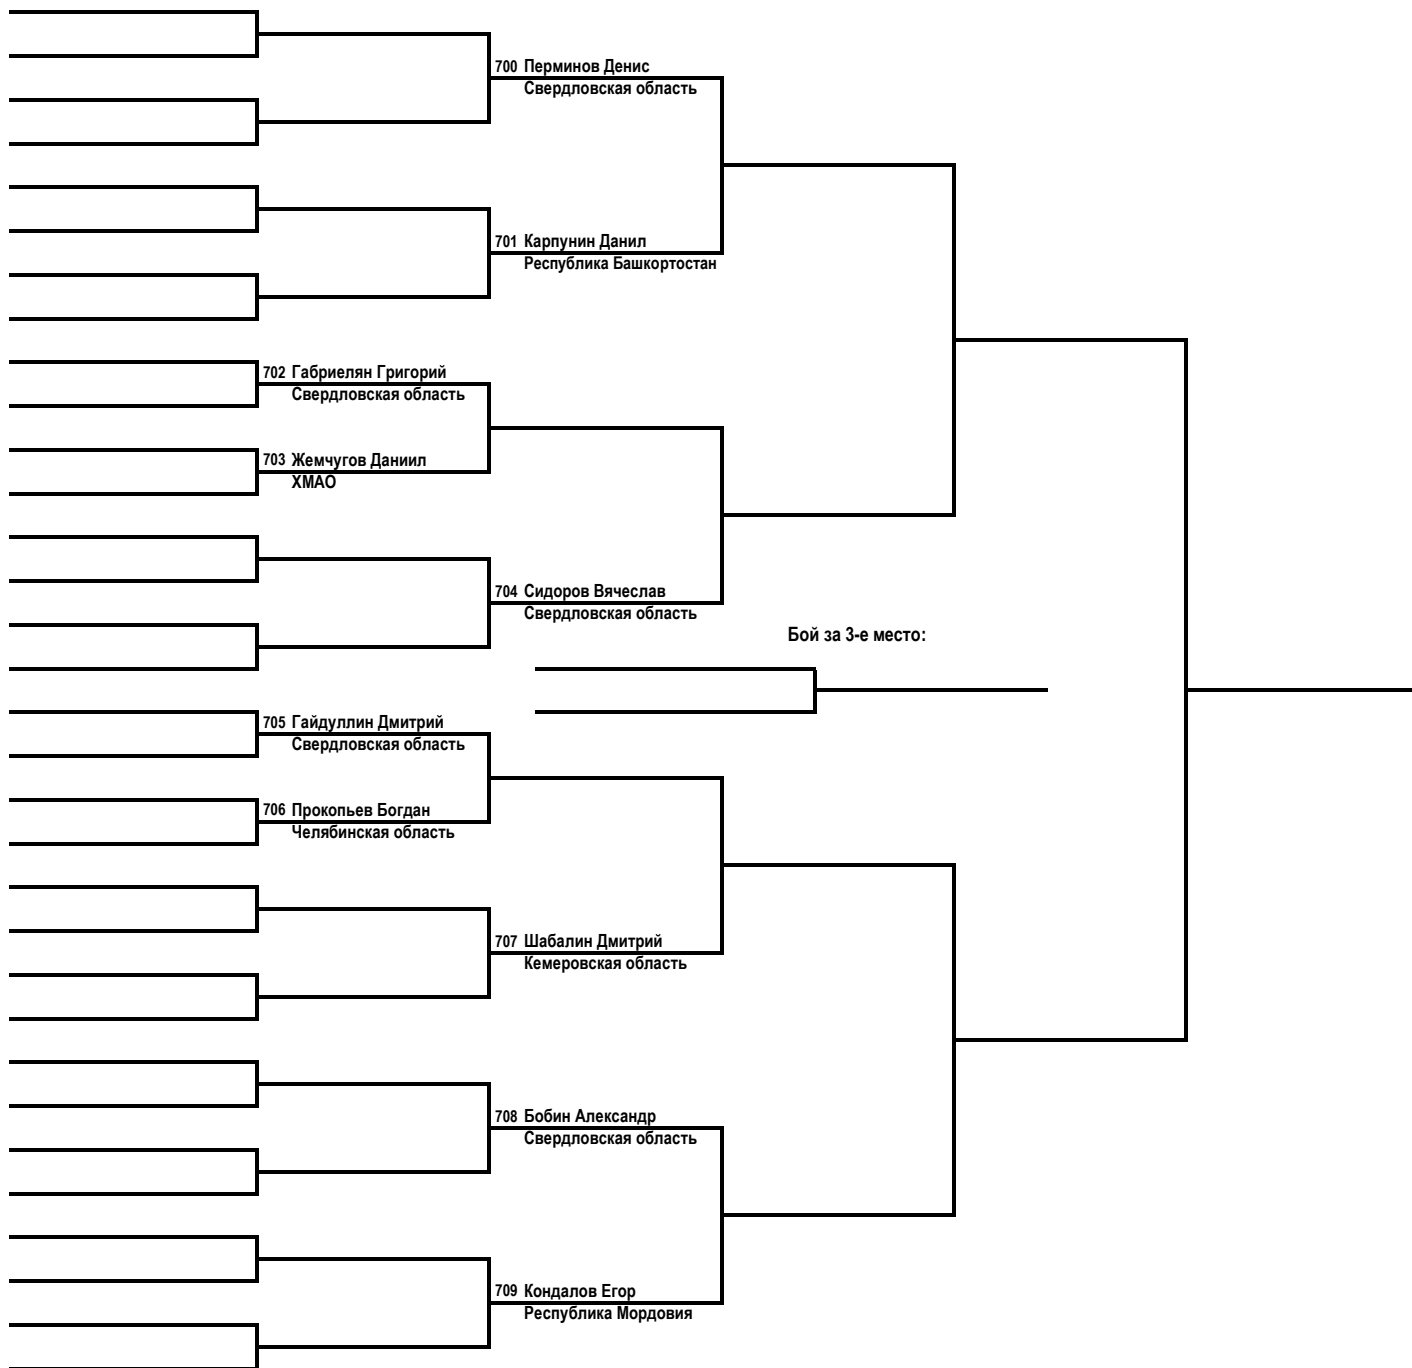 700 Перминов Денис
Свердловская область
701 Карпунин Данил
Республика Башкортостан
702 Габриелян Григорий
Свердловская область
703 Жемчугов Даниил
ХМАО
704 Сидоров Вячеслав
Свердловская область
Бой за 3-е место:
705 Гайдуллин Дмитрий
Свердловская область
706 Прокопьев Богдан
Челябинская область
707 Шабалин Дмитрий
Кемеровская область
708 Бобин Александр
Свердловская область
709 Кондалов Егор
Республика Мордовия